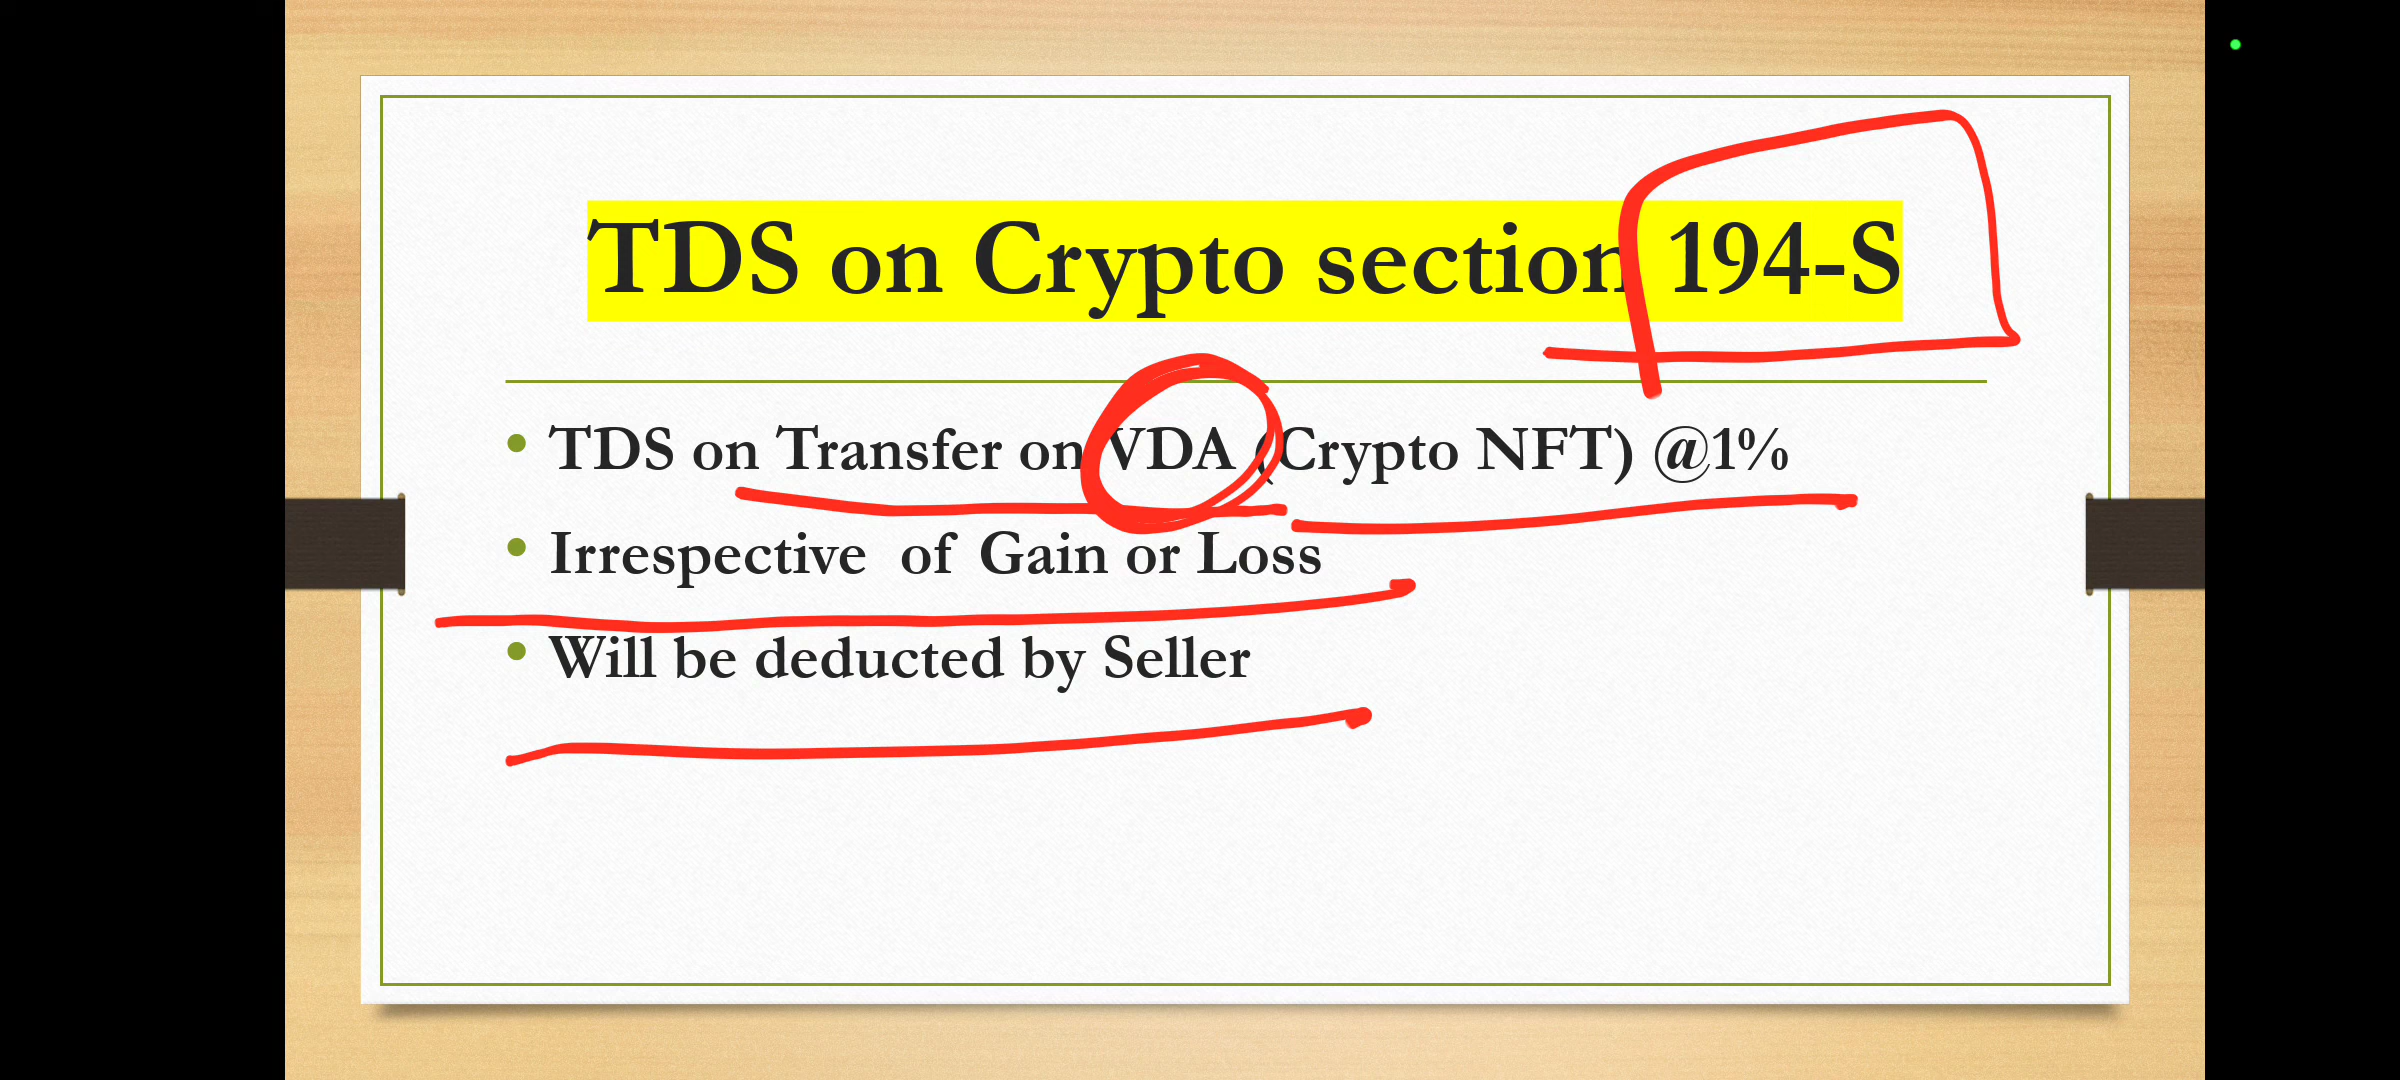 TDS on Crypto section 194-S
• TDS on Transfer on VDA (Crypto NFT) @1%
• Irrespective of Gain or Loss
• Will be deducted by Seller